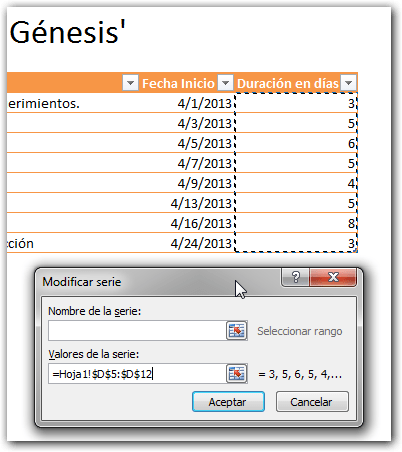 Génesis'
Fecha Inicio Duración en días
erimientos. 4/1/2013 3
4/3/2013 5
4/5/2013 6
4/7/2013 5
4/9/2013 4
4/13/2013 5
4/16/2013 8
cción 4/24/2013 3
Modificar serie
Nombre de la serie:
Seleccionar rango
Valores de la serie:
=Hoja1!$D$5:$D$12 = 3, 5, 6, 5, 4,...
Aceptar Cancelar